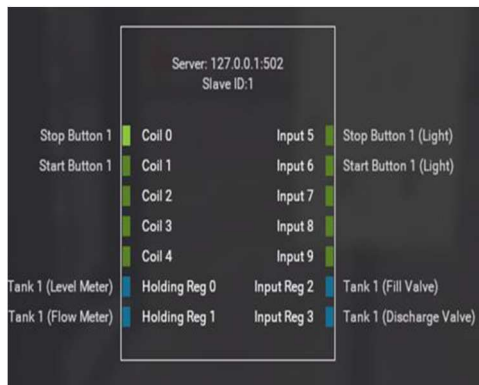 Server: 127.0.0.1:502
Slave ID:1
Stop Button 1 Coil 0 Input 5 Stop Button 1 (Light)
Start Button 1 Coil 1 Input 6 Start Button 1 (Light)
Coil 2 Input 7
Coil 3 Input 8
Coil 4 Input 9
Tank 1 (Level Meter) Holding Reg 0 Input Reg 2 Tank 1 (Fill Valve)
Tank 1 (Flow Meter) Holding Reg 1 Input Reg 3 Tank 1 (Discharge Valve)